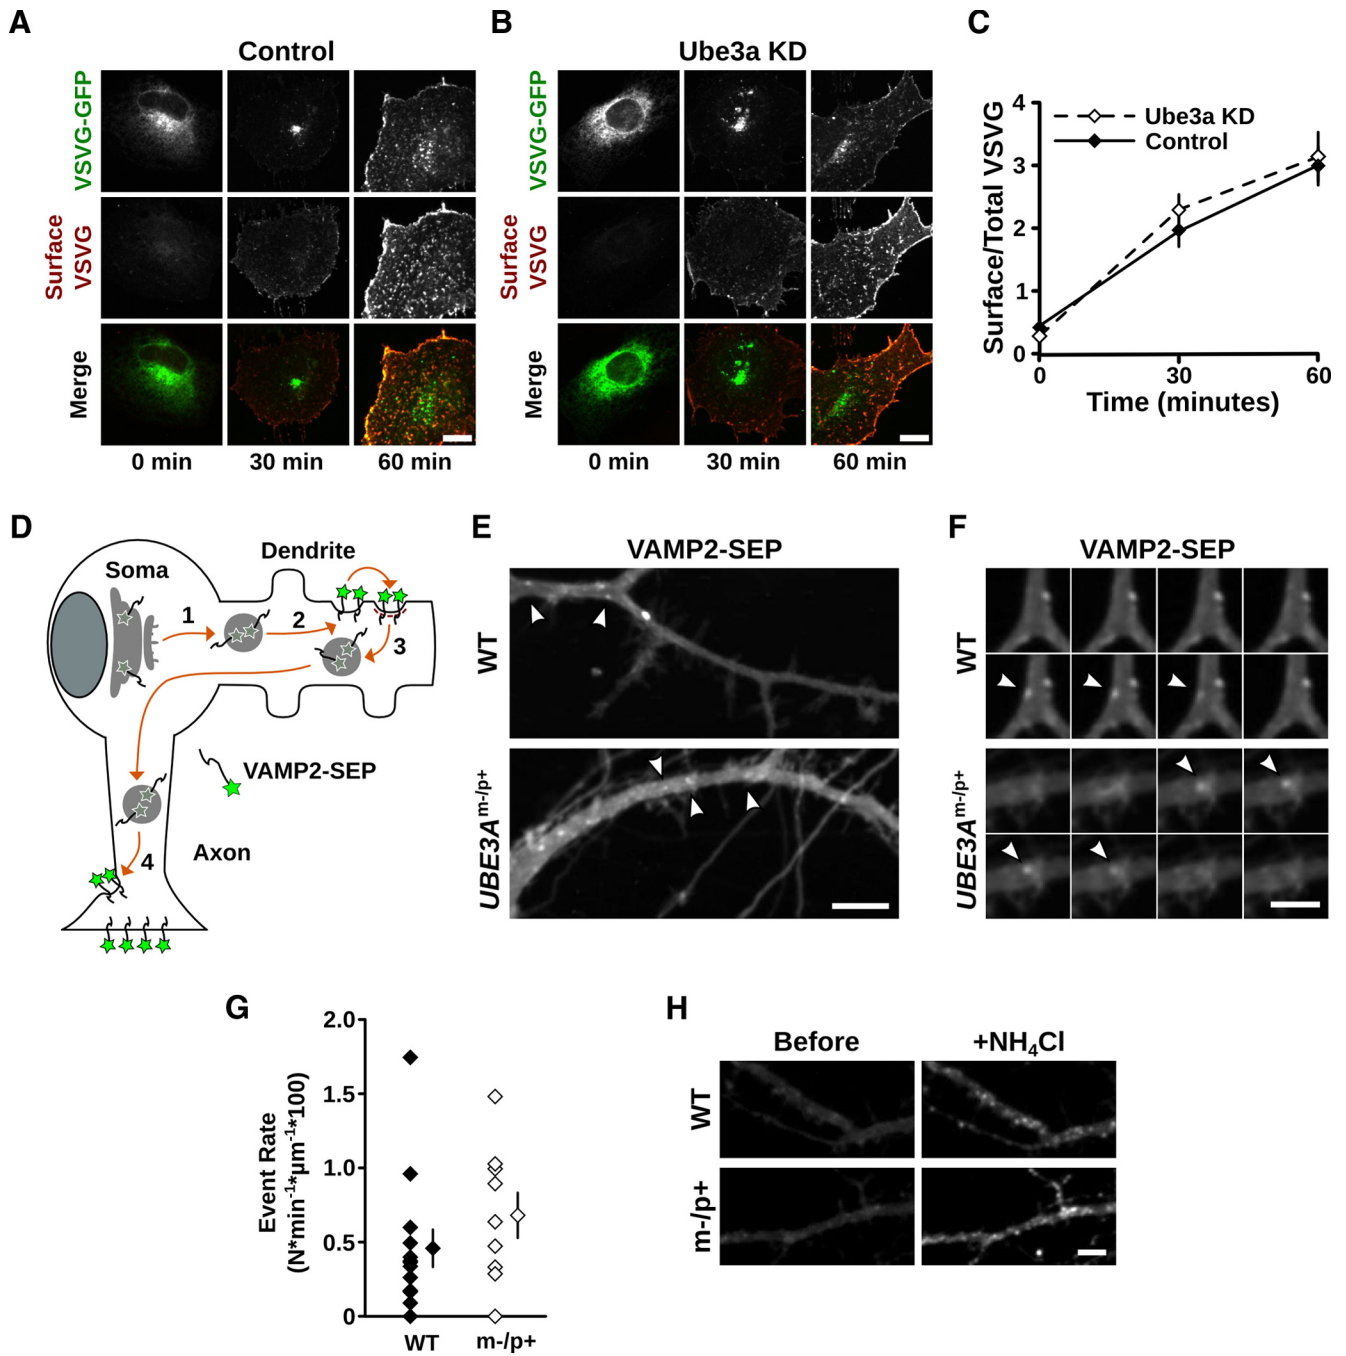 A
Control
VSVG-GFP
Surface
VSVG
Merge
0 min
30 min
60 min
B
Ube3a KD
VSVG-GFP
Surface
VSVG
Merge
0 min
30 min
60 min
C
Surface/Total VSVG
4
3
2
1
0
Ube3a KD
Control
0
30
60
Time (minutes)
D
Soma
Dendrite
1
2
3
4
VAMP2-SEP
Axon
E
VAMP2-SEP
WT
UBE3A^m-/p+
F
VAMP2-SEP
WT
UBE3A^m-/p+
G
Event Rate
(N*min⁻¹*µm⁻¹*100)
2.0
1.5
1.0
0.5
0
WT
m-/p+
H
Before
+NH₄Cl
WT
m-/p+